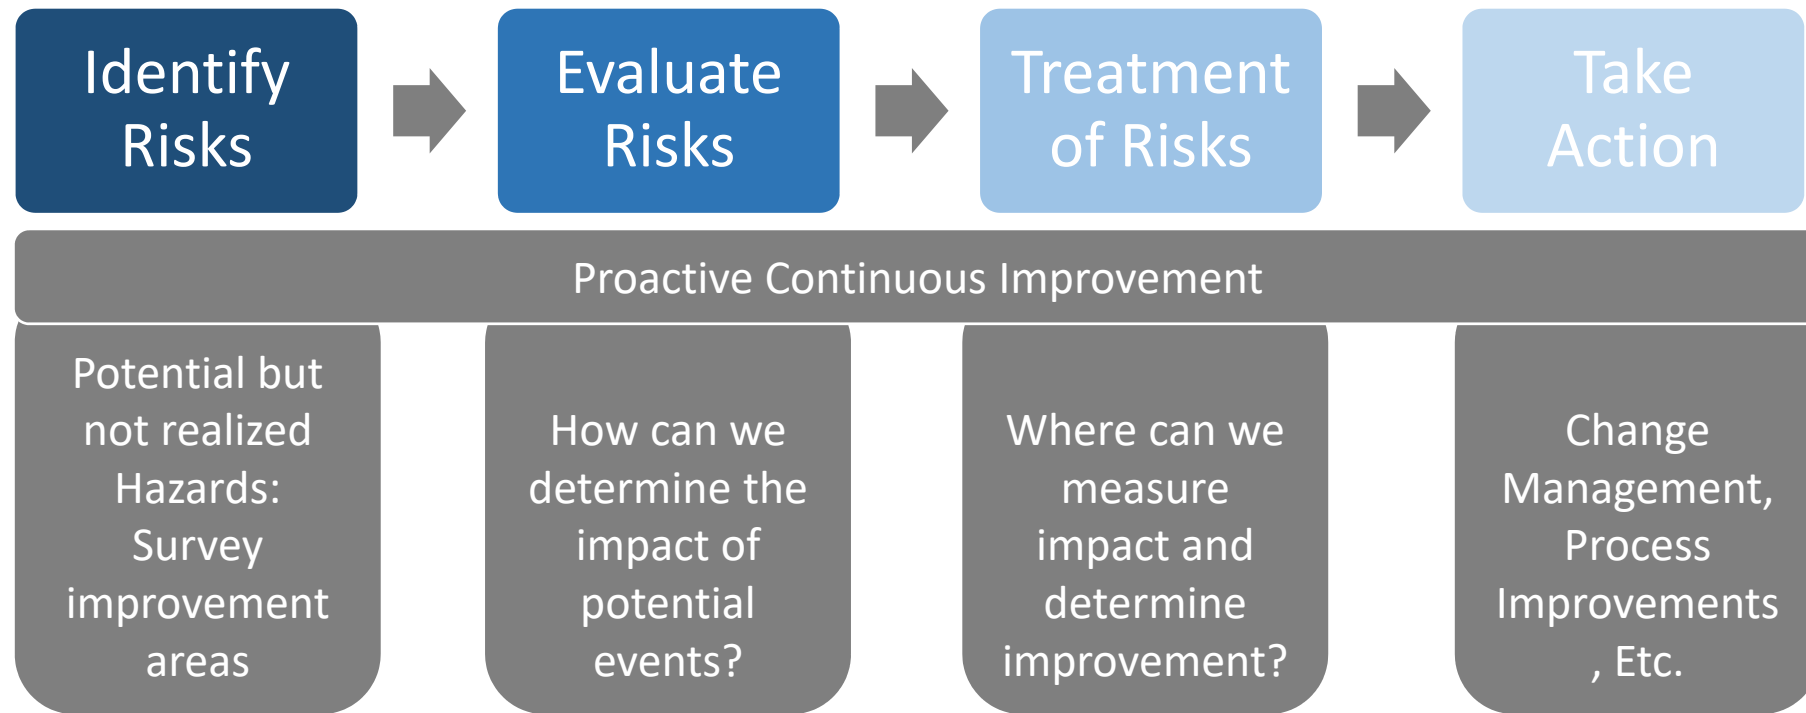 Identify
Risks
Evaluate
Risks
Treatment
of Risks
Take
Action
Proactive Continuous Improvement
Potential but
not realized
Hazards:
Survey
improvement
areas
How can we
determine the
impact of
potential
events?
Where can we
measure
impact and
determine
improvement?
Change
Management,
Process
Improvements
, Etc.